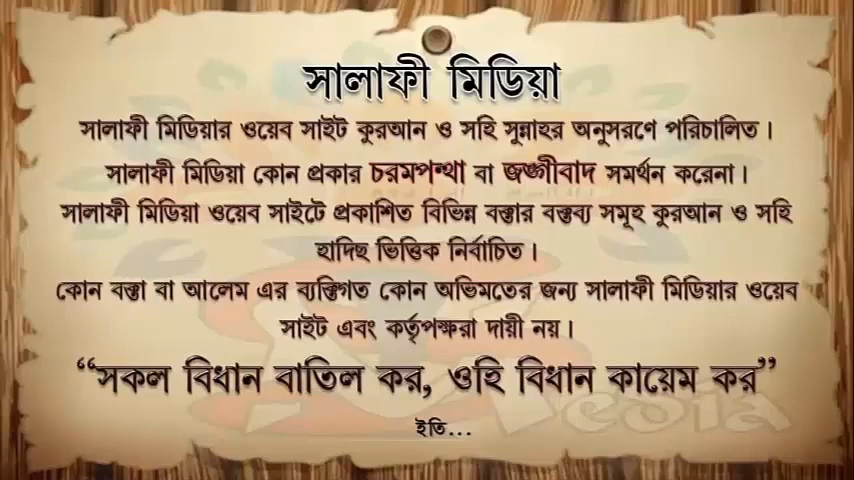 সালাফী মিডিয়া
সালাফী মিডিয়ার ওয়েব সাইট কুরআন ও সহি সুন্নাহর অনুসরণে পরিচালিত।
সালাফী মিডিয়া কোন প্রকার চরমপন্থা বা জঙ্গীবাদ সমর্থন করেনা।
সালাফী মিডিয়া ওয়েব সাইটে প্রকাশিত বিভিন্ন বক্তার বক্তব্য সমূহ কুরআন ও সহি
হাদিছ ভিত্তিক নির্বাচিত।
কোন বক্তা বা আলেম এর ব্যক্তিগত কোন অভিমতের জন্য সালাফী মিডিয়ার ওয়েব
সাইট এবং কর্তৃপক্ষরা দায়ী নয়।
“সকল বিধান বাতিল কর, ওহি বিধান কায়েম কর”
ইতি...